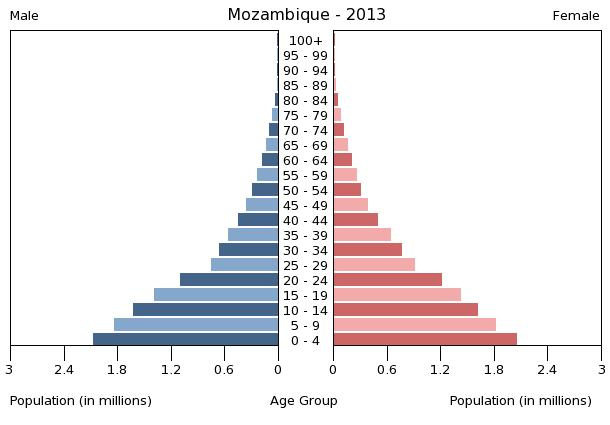 Male Mozambique - 2013 Female
100+
95 - 99
90 - 94
85 - 89
80 - 84
75 - 79
70 - 74
65 - 69
60 - 64
55 - 59
50 - 54
45 - 49
40 - 44
35 - 39
30 - 34
25 - 29
20 - 24
15 - 19
10 - 14
5 - 9
0 - 4
3 2.4 1.8 1.2 0.6 0 0 0.6 1.2 1.8 2.4 3
Population (in millions) Age Group Population (in millions)